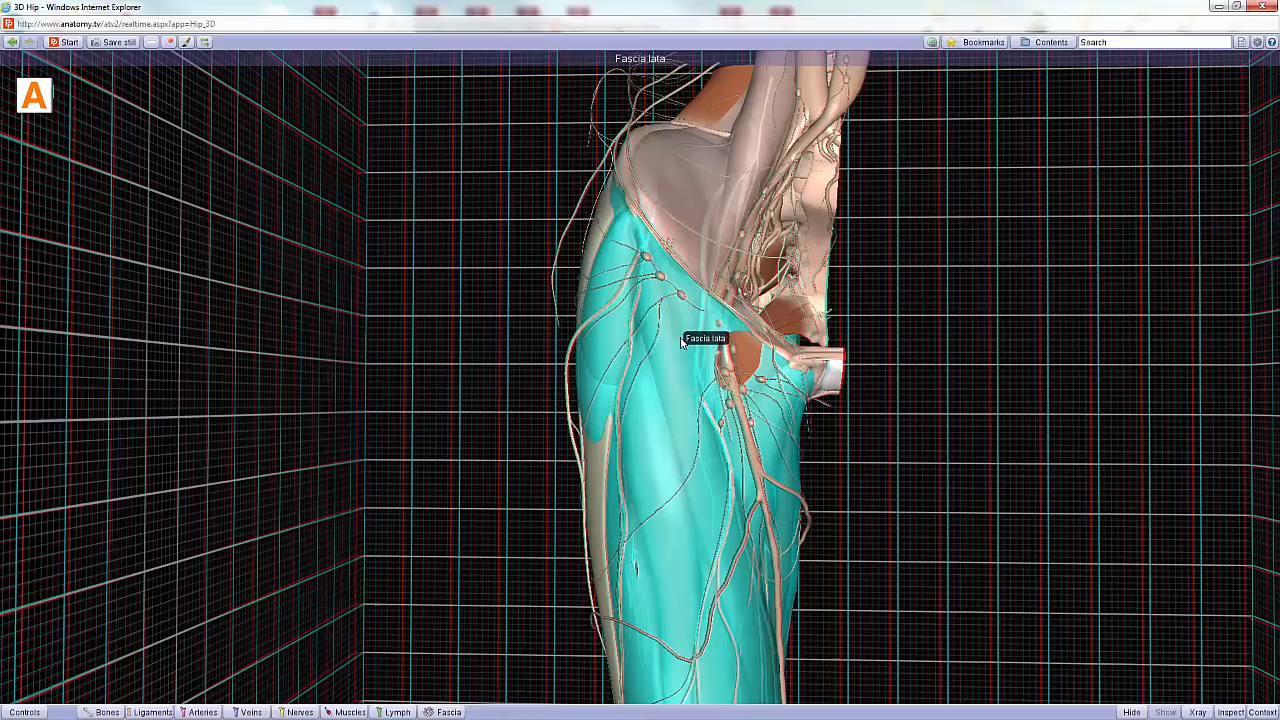 3D Hip - Windows Internet Explorer
http://www.anatomy.tv/atv2/realtime.aspx?app=Hip_3D
Start Save still Bookmarks Contents Search
Fascia lata
A
Fascia lata
Controls Bones Ligaments Arteries Veins Nerves Muscles Lymph Fascia Hide Show Xray Inspect Context